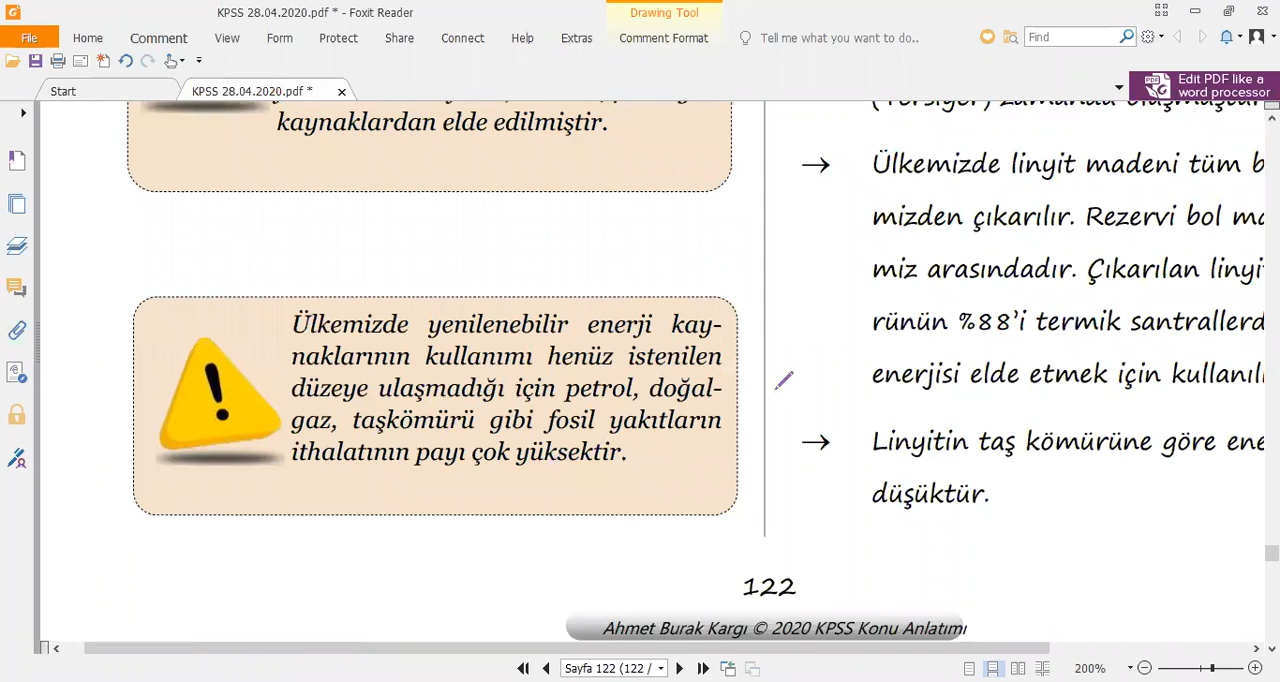 KPSS 28.04.2020.pdf * - Foxit Reader
Drawing Tool
File Home Comment View Form Protect Share Connect Help Extras Comment Format Tell me what you want to do.. Find
Start KPSS 28.04.2020.pdf *
Edit PDF like a
word processor
kaynaklardan elde edilmiştir.
Ülkemizde yenilenebilir enerji kay-
naklarının kullanımı henüz istenilen
düzeye ulaşmadığı için petrol, doğal-
gaz, taşkömürü gibi fosil yakıtların
ithalatının payı çok yüksektir.
Ülkemizde linyit madeni tüm b
mizden çıkarılır. Rezervi bol ma
miz arasındadır. Çıkarılan linyi
rünün %88'i termik santrallerd
enerjisi elde etmek için kullanıl
Linyitin taş kömürüne göre ene
düşüktür.
122
Ahmet Burak Kargı © 2020 KPSS Konu Anlatımı
Sayfa 122 (122 / 200%